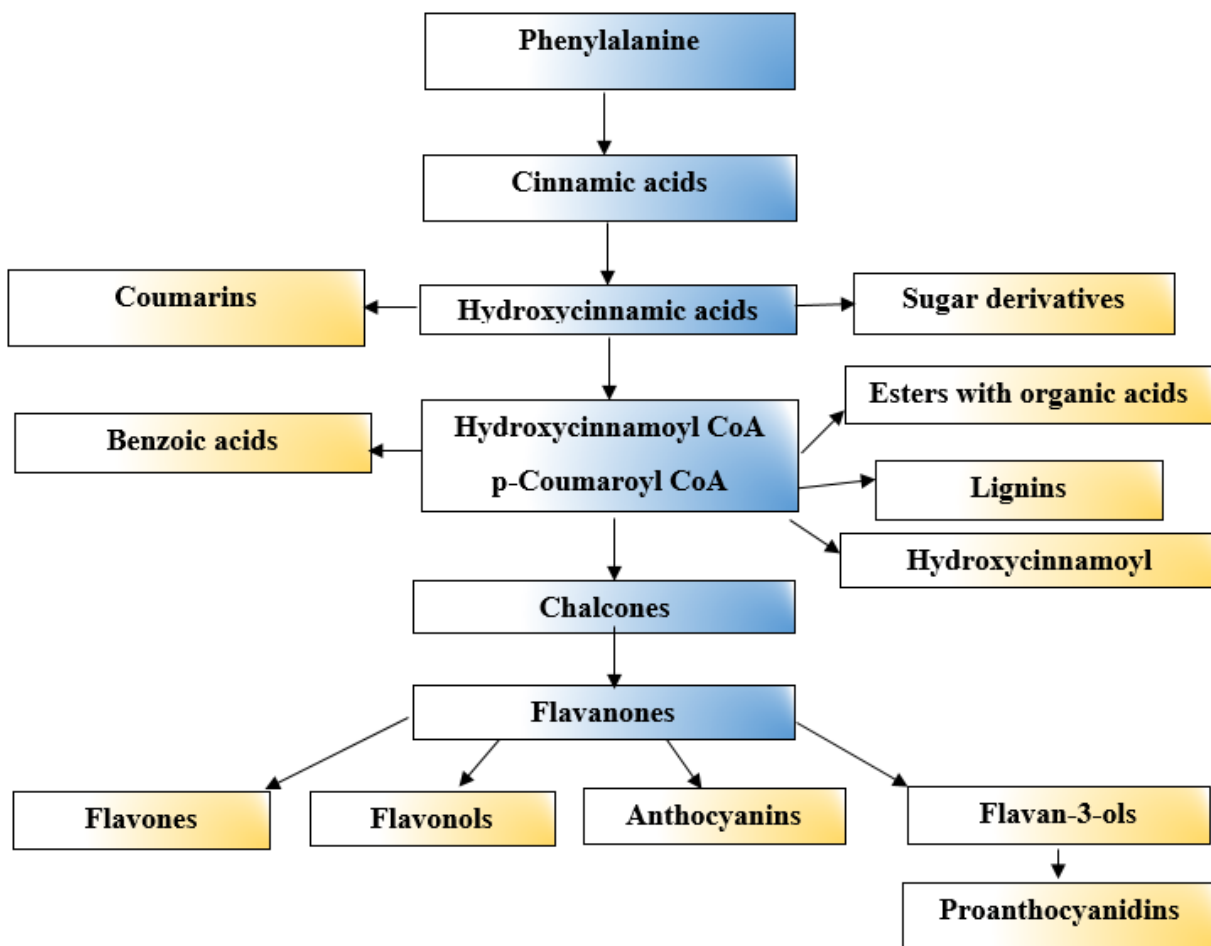 Phenylalanine
Cinnamic acids
Coumarins
Hydroxycinnamic acids
Sugar derivatives
Esters with organic acids
Benzoic acids
Hydroxycinnamoyl CoA
p-Coumaroyl CoA
Lignins
Hydroxycinnamoyl
Chalcones
Flavanones
Flavones
Flavonols
Anthocyanins
Flavan-3-ols
Proanthocyanidins